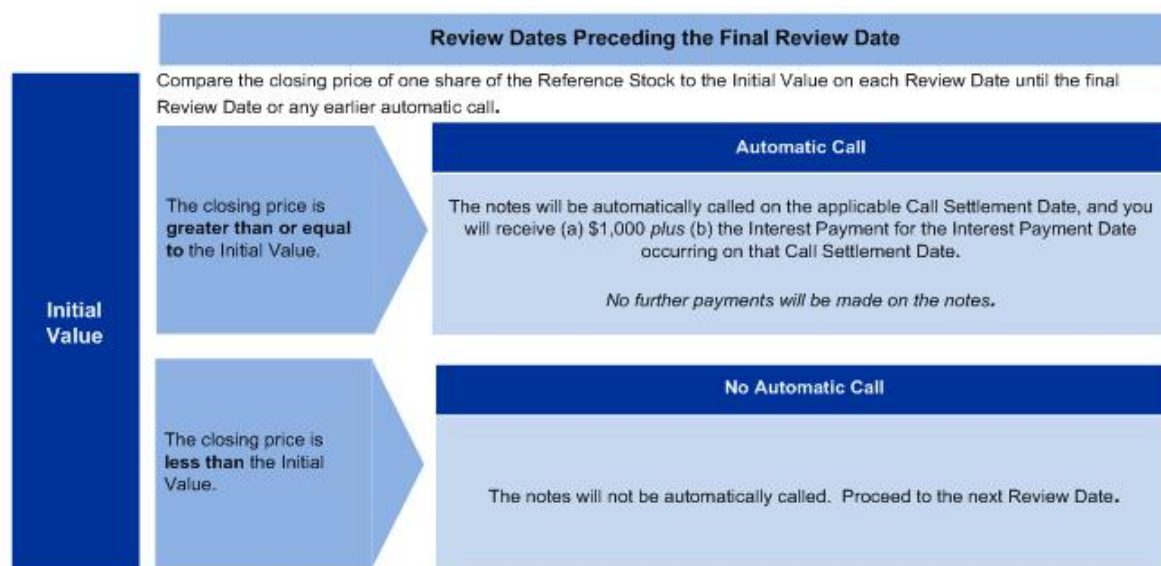 Review Dates Preceding the Final Review Date
Compare the closing price of one share of the Reference Stock to the Initial Value on each Review Date until the final
Review Date or any earlier automatic call.
Initial
Value
The closing price is
greater than or equal
to the Initial Value.
Automatic Call
The notes will be automatically called on the applicable Call Settlement Date, and you
will receive (a) $1,000 plus (b) the Interest Payment for the Interest Payment Date
occurring on that Call Settlement Date.
No further payments will be made on the notes.
The closing price is
less than the Initial
Value.
No Automatic Call
The notes will not be automatically called. Proceed to the next Review Date.